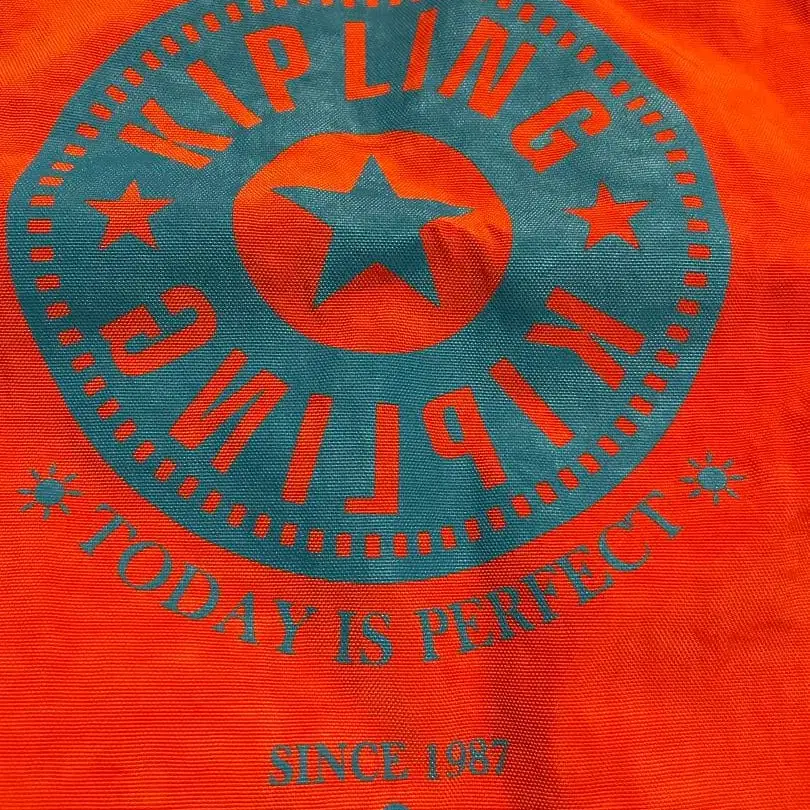 KIPLING
KIPLING
TODAY IS PERFECT
SINCE 1987